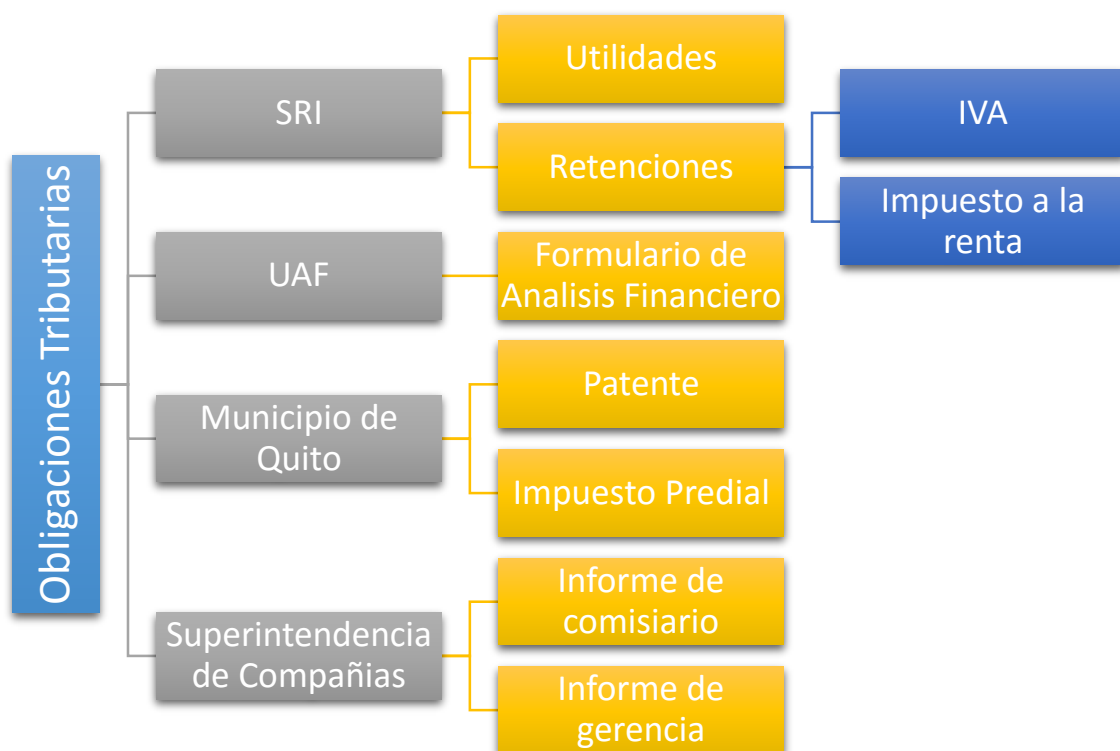 Obligaciones Tributarias
SRI
Utilidades
Retenciones
IVA
Impuesto a la
renta
UAF
Formulario de
Analisis Financiero
Municipio de
Quito
Patente
Impuesto Predial
Superintendencia
de Compañias
Informe de
comisiario
Informe de
gerencia